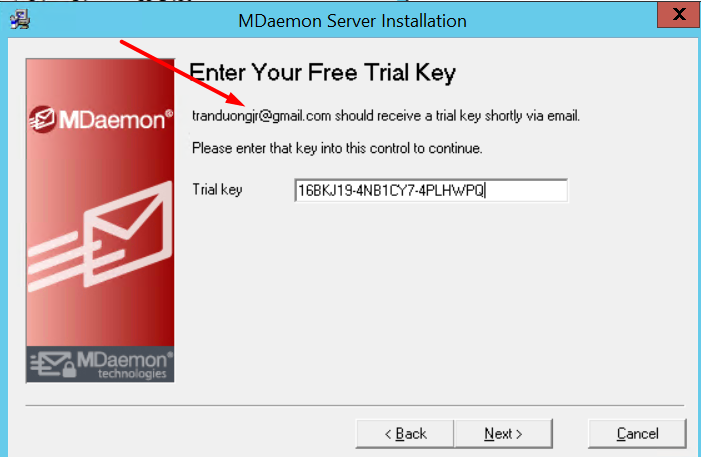 MDaemon Server Installation
X
Enter Your Free Trial Key
MDaemon®
tranduongjr@gmail.com should receive a trial key shortly via email.
Please enter that key into this control to continue.
Trial key
16BKJ19-4NB1CY7-4PLHWPQ
MDaemon®
technologies
< Back
Next >
Cancel